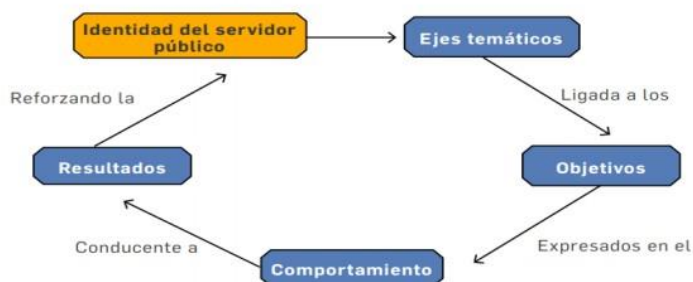 Identidad del servidor
público
Ejes temáticos
Ligada a los
Objetivos
Expresados en el
Comportamiento
Conducente a
Resultados
Reforzando la